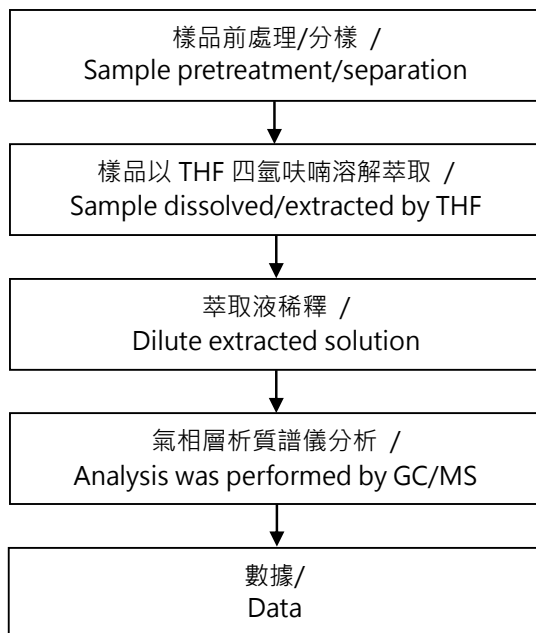 樣品前處理/分樣 /
Sample pretreatment/separation
樣品以 THF 四氫呋喃溶解萃取 /
Sample dissolved/extracted by THF
萃取液稀釋 /
Dilute extracted solution
氣相層析質譜儀分析 /
Analysis was performed by GC/MS
數據/
Data